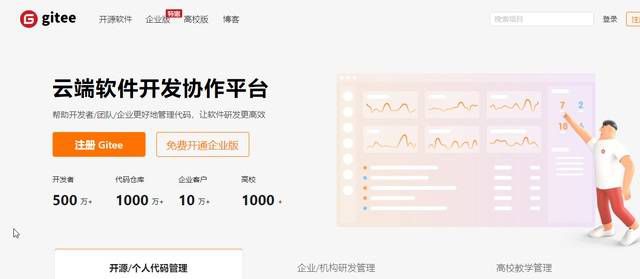 gitee
开源软件 企业版 特惠 高校版 博客
搜索项目
登录
云端软件开发协作平台
帮助开发者/团队/企业更好地管理代码，让软件研发更高效
注册 Gitee
免费开通企业版
开发者 代码仓库 企业客户 高校
500 万+ 1000 万+ 10 万+ 1000 +
7 2
18
开源/个人代码管理
企业/机构研发管理
高校教学管理